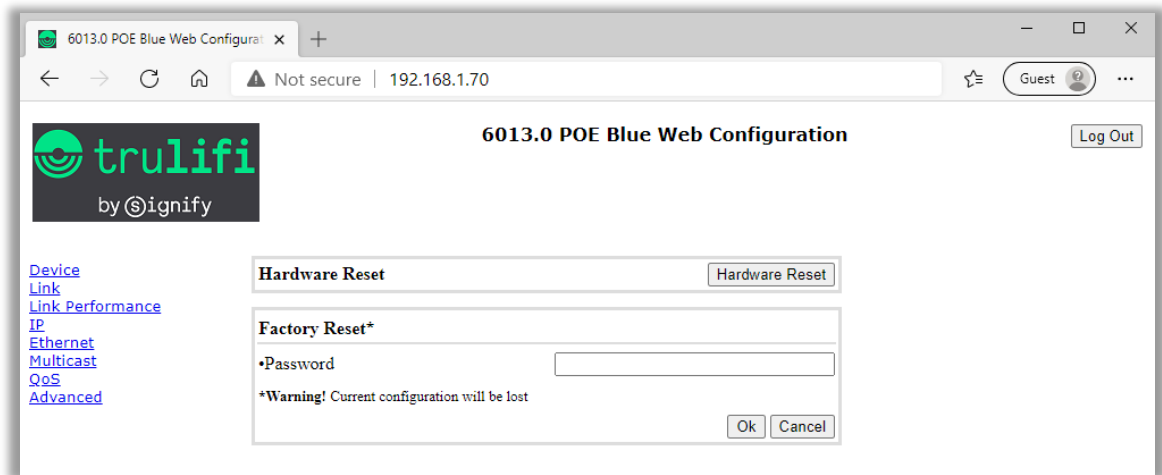 6013.0 POE Blue Web Configurat
Not secure | 192.168.1.70
Guest
trulifi
by signify
6013.0 POE Blue Web Configuration
Log Out
Device
Link
Link Performance
IP
Ethernet
Multicast
QoS
Advanced
Hardware Reset
Hardware Reset
Factory Reset*
•Password
*Warning! Current configuration will be lost
Ok
Cancel